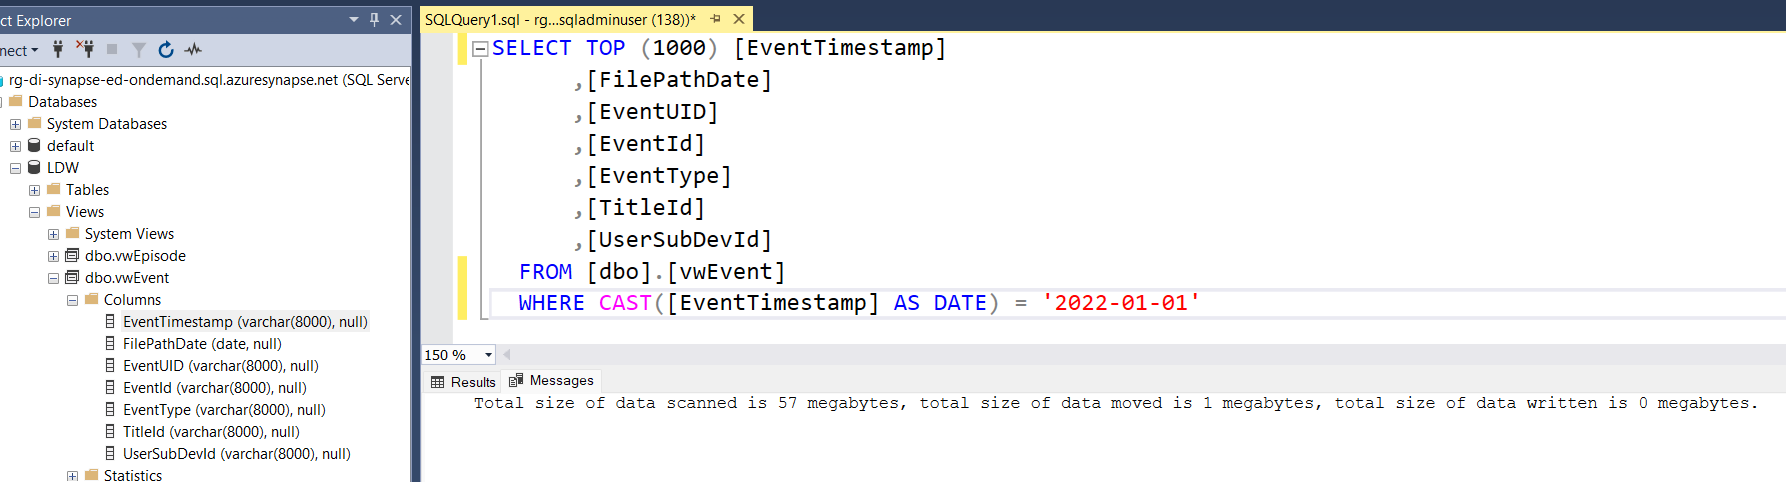 ct Explorer
nect
rg-di-synapse-ed-ondemand.sql.azuresynapse.net (SQL Serve
Databases
System Databases
default
LDW
Tables
Views
System Views
dbo.vwEpisode
dbo.vwEvent
Columns
EventTimestamp (varchar(8000), null)
FilePathDate (date, null)
EventUID (varchar(8000), null)
EventId (varchar(8000), null)
EventType (varchar(8000), null)
TitleId (varchar(8000), null)
UserSubDevId (varchar(8000), null)
Statistics
SQLQuery1.sql - rg...sqladminuser (138))*
SELECT TOP (1000) [EventTimestamp]
,[FilePathDate]
,[EventUID]
,[EventId]
,[EventType]
,[TitleId]
,[UserSubDevId]
FROM [dbo].[vwEvent]
WHERE CAST([EventTimestamp] AS DATE) = '2022-01-01'
150 %
Results Messages
Total size of data scanned is 57 megabytes, total size of data moved is 1 megabytes, total size of data written is 0 megabytes.